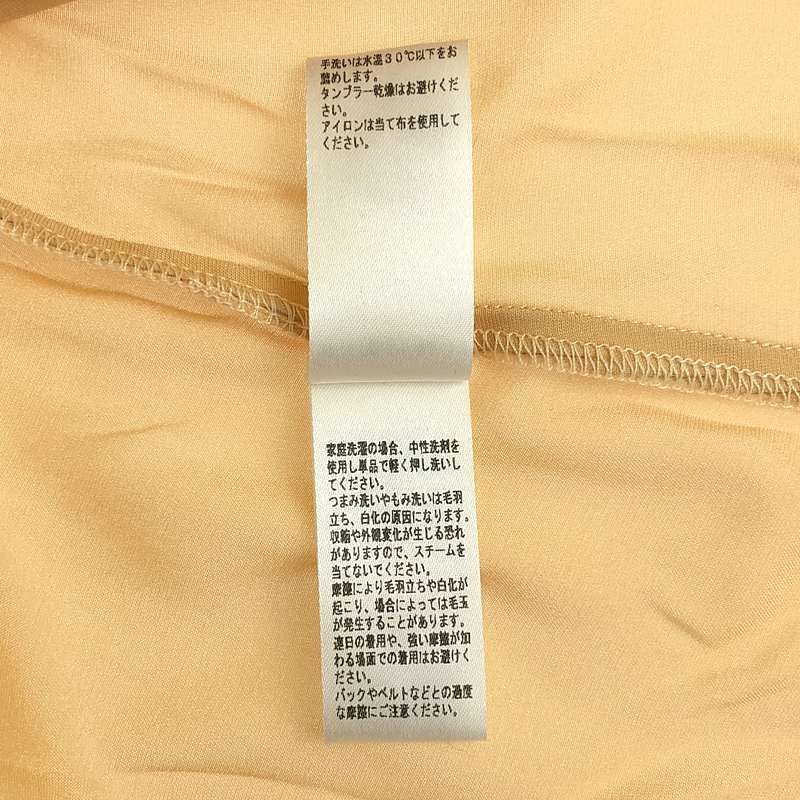 手洗いは水温30℃以下をお
薦めします。
タンブラー乾燥はお避けくだ
さい。
アイロンは当て布を使用して
ください。
家庭洗濯の場合、中性洗剤を
使用し単品で軽く押し洗いし
てください。
つまみ洗いやもみ洗いは毛羽
立ち、白化の原因になります。
収縮や外観変化が生じる恐れ
がありますので、スチームを
当てないでください。
摩擦により毛羽立ちや白化が
起こり、場合によっては毛玉
が発生することがあります。
連日の着用や、強い摩擦が加
わる場面での着用はお避けく
ださい。
バックやベルトなどとの過度
な摩擦にご注意ください。